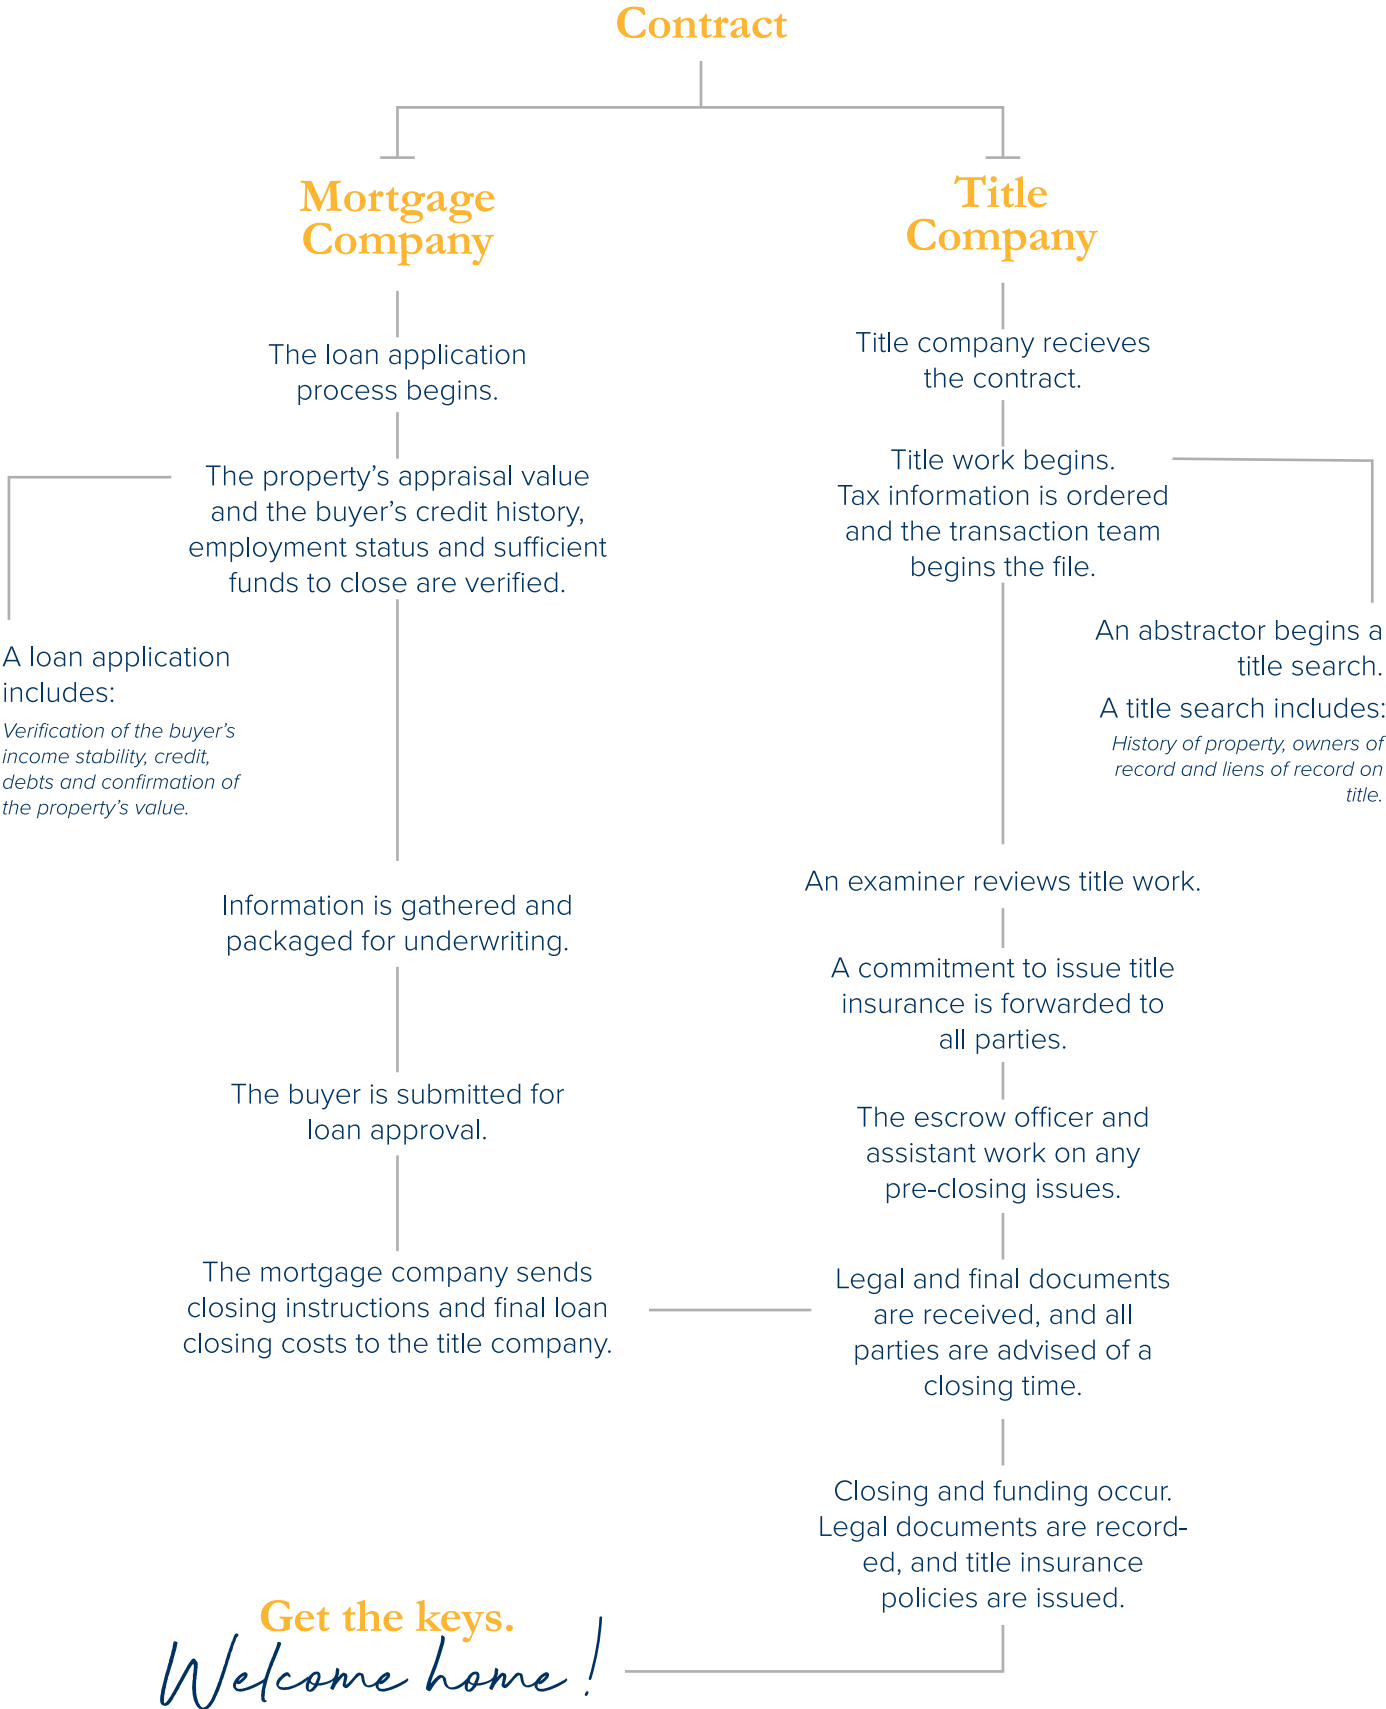 Contract
Mortgage
Company
The loan application
process begins.
The property’s appraisal value
and the buyer’s credit history,
employment status and sufficient
funds to close are verified.
A loan application
includes:
Verification of the buyer’s
income stability, credit,
debts and confirmation of
the property’s value.
Information is gathered and
packaged for underwriting.
The buyer is submitted for
loan approval.
The mortgage company sends
closing instructions and final loan
closing costs to the title company.
Title
Company
Title company recieves
the contract.
Title work begins.
Tax information is ordered
and the transaction team
begins the file.
An abstractor begins a
title search.
A title search includes:
History of property, owners of
record and liens of record on
title.
An examiner reviews title work.
A commitment to issue title
insurance is forwarded to
all parties.
The escrow officer and
assistant work on any
pre-closing issues.
Legal and final documents
are received, and all
parties are advised of a
closing time.
Closing and funding occur.
Legal documents are record-
ed, and title insurance
policies are issued.
Get the keys.
Welcome home!